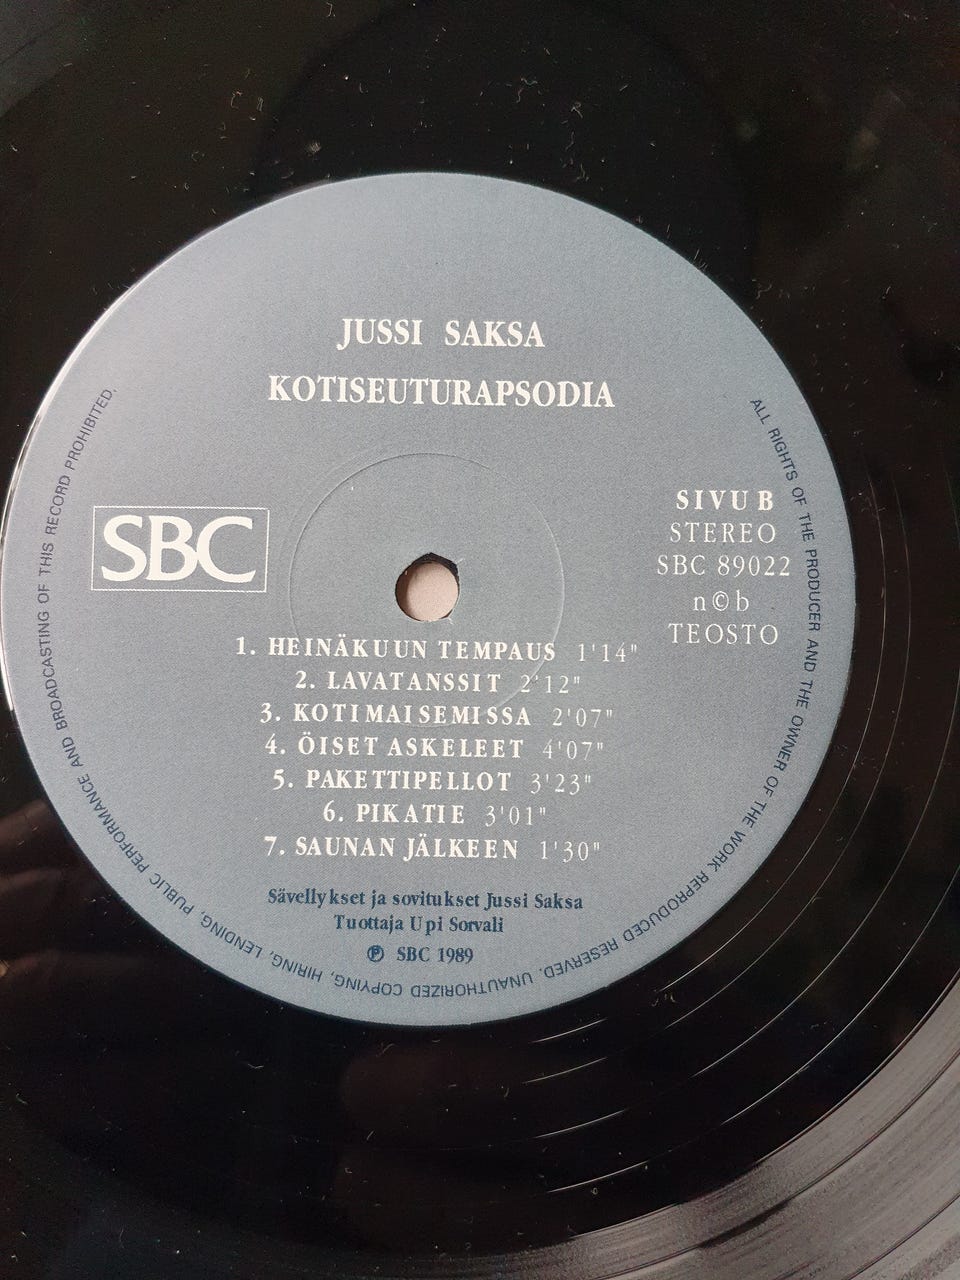 JUSSI SAKSA
KOTISEUTURAPSODIA
SBC
SIVU B
STEREO
SBC 89022
n©b
TEOSTO
1. HEINÄKUUN TEMPAUS 1'14"
2. LAVATANSSIT 2'12"
3. KOTIMAISEMISSA 2'07"
4. ÖISET ASKELEET 4'07"
5. PAKETTIPELLOT 3'23"
6. PIKATIE 3'01"
7. SAUNAN JÄLKEEN 1'30"
Sävellykset ja sovitukset Jussi Saksa
Tuottaja Upi Sorvali
℗ SBC 1989
ALL RIGHTS OF THE PRODUCER AND THE OWNER OF THE WORK REPRODUCED RESERVED. UNAUTHORIZED COPYING, HIRING, LENDING, PUBLIC PERFORMANCE AND BROADCASTING OF THIS RECORD PROHIBITED.